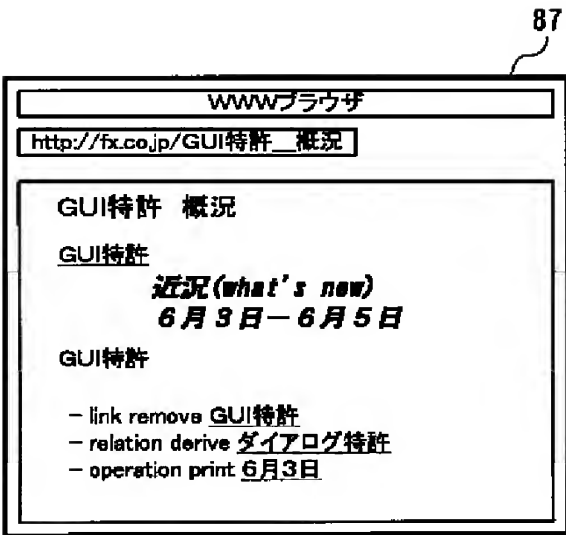 87
WWWブラウザ
http://fx.co.jp/GUI特許__概況
GUI特許 概況
GUI特許
近況(what's new)
6月3日－6月5日
GUI特許
– link remove GUI特許
– relation derive ダイアログ特許
– operation print 6月3日